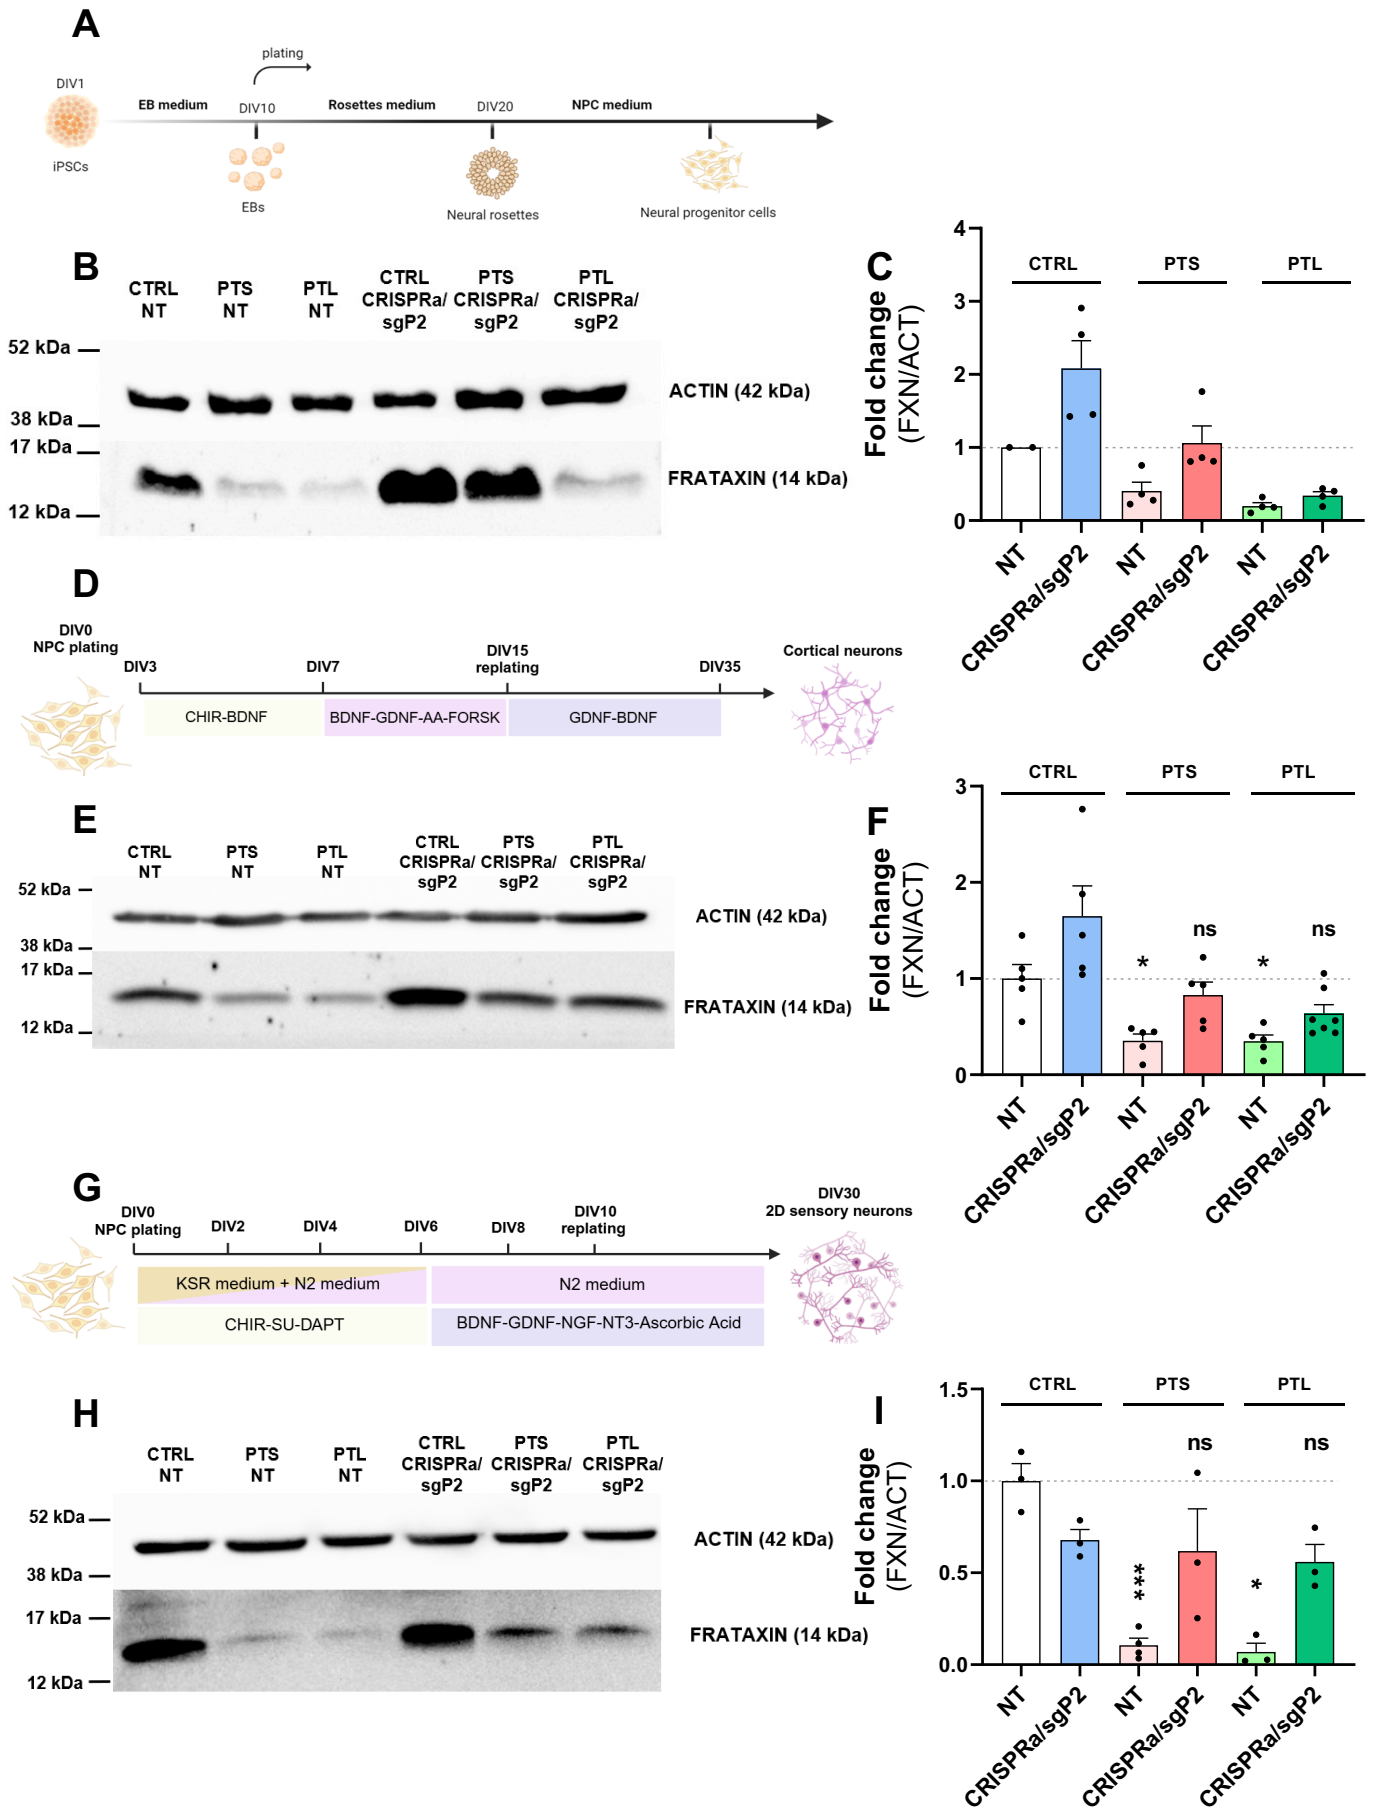 A
plating
DIV1
EB medium
DIV10
Rosettes medium
DIV20
NPC medium
iPSCs
EBs
Neural rosettes
Neural progenitor cells
B
CTRL
NT
PTS
NT
PTL
NT
CTRL
CRISPRa/
sgP2
PTS
CRISPRa/
sgP2
PTL
CRISPRa/
sgP2
52 kDa
38 kDa
17 kDa
12 kDa
ACTIN (42 kDa)
FRATAXIN (14 kDa)
C
Fold change
(FXN/ACT)
4
3
2
1
0
CTRL
PTS
PTL
NT
CRISPRa/sgP2
NT
CRISPRa/sgP2
NT
CRISPRa/sgP2
D
DIV0
NPC plating
DIV3
DIV7
DIV15
replating
DIV35
Cortical neurons
CHIR-BDNF
BDNF-GDNF-AA-FORSK
GDNF-BDNF
E
CTRL
NT
PTS
NT
PTL
NT
CTRL
CRISPRa/
sgP2
PTS
CRISPRa/
sgP2
PTL
CRISPRa/
sgP2
52 kDa
38 kDa
17 kDa
12 kDa
ACTIN (42 kDa)
FRATAXIN (14 kDa)
F
Fold change
(FXN/ACT)
3
2
1
0
CTRL
PTS
PTL
*
ns
*
ns
NT
CRISPRa/sgP2
NT
CRISPRa/sgP2
NT
CRISPRa/sgP2
G
DIV0
NPC plating
DIV2
DIV4
DIV6
DIV8
DIV10
replating
DIV30
2D sensory neurons
KSR medium + N2 medium
N2 medium
CHIR-SU-DAPT
BDNF-GDNF-NGF-NT3-Ascorbic Acid
H
CTRL
NT
PTS
NT
PTL
NT
CTRL
CRISPRa/
sgP2
PTS
CRISPRa/
sgP2
PTL
CRISPRa/
sgP2
52 kDa
38 kDa
17 kDa
12 kDa
ACTIN (42 kDa)
FRATAXIN (14 kDa)
I
Fold change
(FXN/ACT)
1.5
1.0
0.5
0.0
CTRL
PTS
PTL
***
ns
*
ns
NT
CRISPRa/sgP2
NT
CRISPRa/sgP2
NT
CRISPRa/sgP2